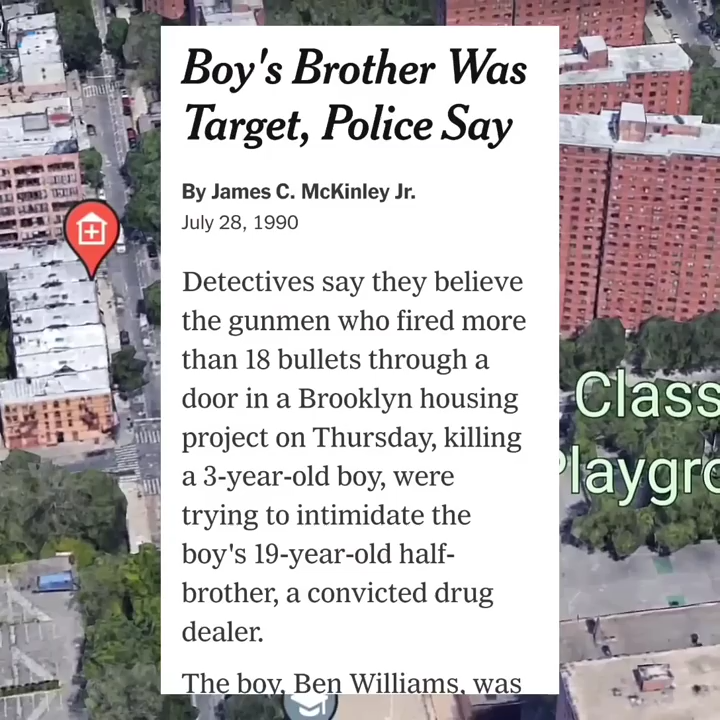 Boy's Brother Was
Target, Police Say
By James C. McKinley Jr.
July 28, 1990
Detectives say they believe
the gunmen who fired more
than 18 bullets through a
door in a Brooklyn housing
project on Thursday, killing
a 3-year-old boy, were
trying to intimidate the
boy's 19-year-old half-
brother, a convicted drug
dealer.
The boy, Ben Williams, was
Class
Playgro